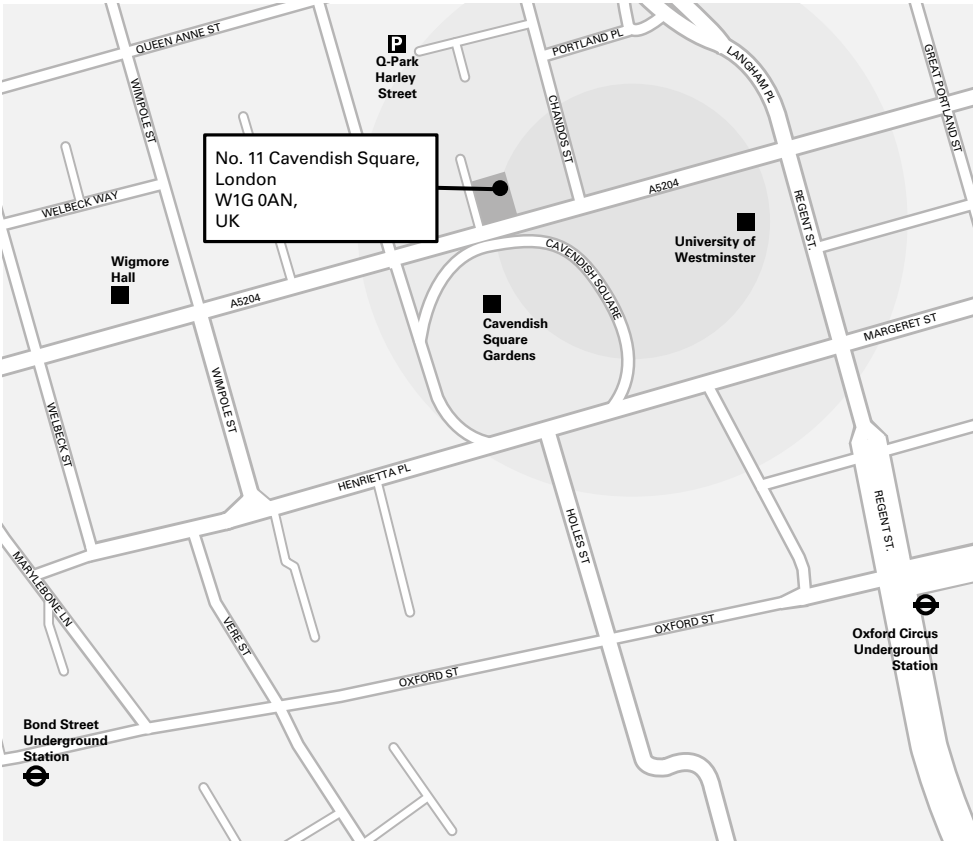 QUEEN ANNE ST
P
Q-Park
Harley
Street
PORTLAND PL
LANGHAM PL
GREAT PORTLAND ST
WIMPOLE ST
CHANDOS ST
No. 11 Cavendish Square,
London
W1G 0AN,
UK
A5204
WELBECK WAY
REGENT ST.
University of
Westminster
Wigmore
Hall
CAVENDISH SQUARE
A5204
Cavendish
Square
Gardens
MARGERET ST
WIMPOLE ST
WELBECK ST
HENRIETTA PL
HOLLES ST
REGENT ST.
MARYLEBONE LN
VERE ST
OXFORD ST
Oxford Circus
Underground
Station
OXFORD ST
Bond Street
Underground
Station